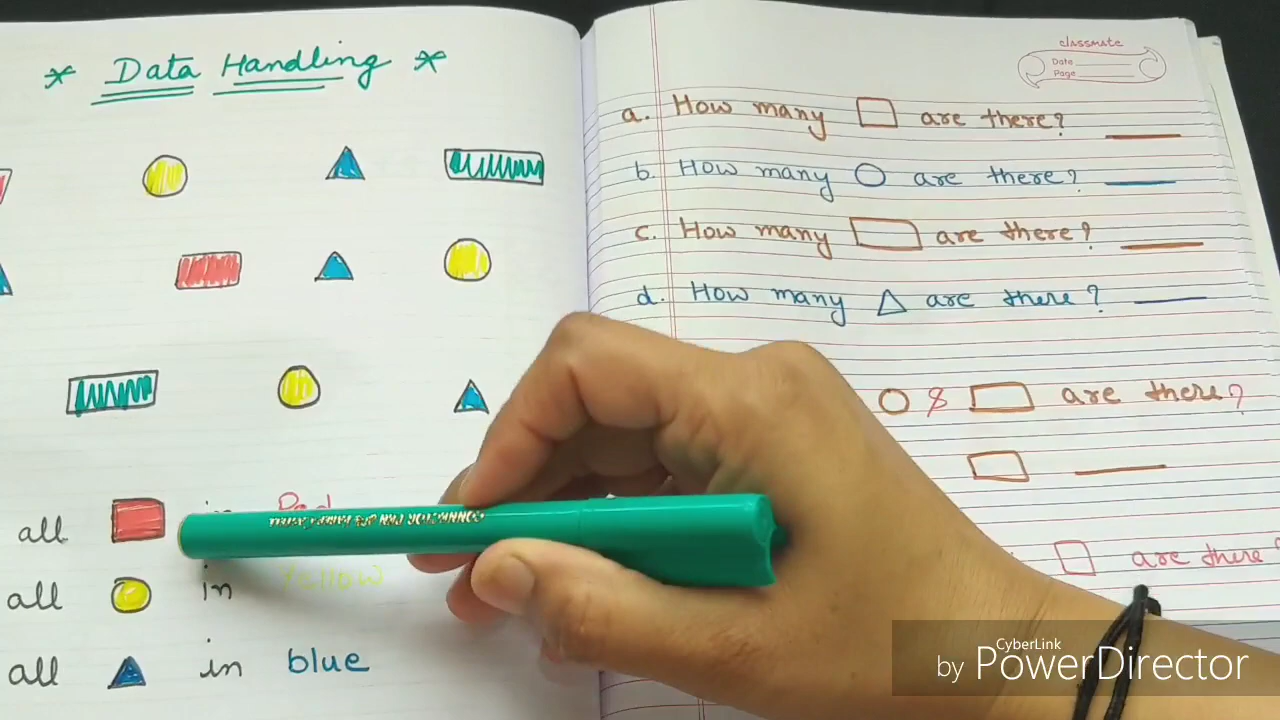 * Data Handling *
all in Red
all in Yellow
all in blue
classmate
Date
Page
a. How many are there?
b. How many are there?
c. How many are there?
d. How many are there?
& are there?
are there?
CyberLink
by PowerDirector